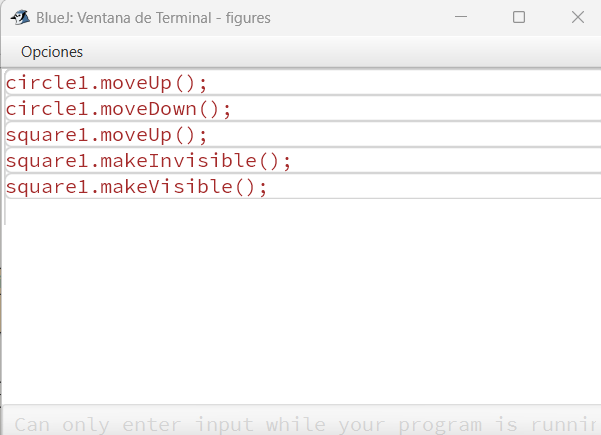 BlueJ: Ventana de Terminal - figures
Opciones
circle1.moveUp();
circle1.moveDown();
square1.moveUp();
square1.makeInvisible();
square1.makeVisible();
Can only enter input while your program is runnin